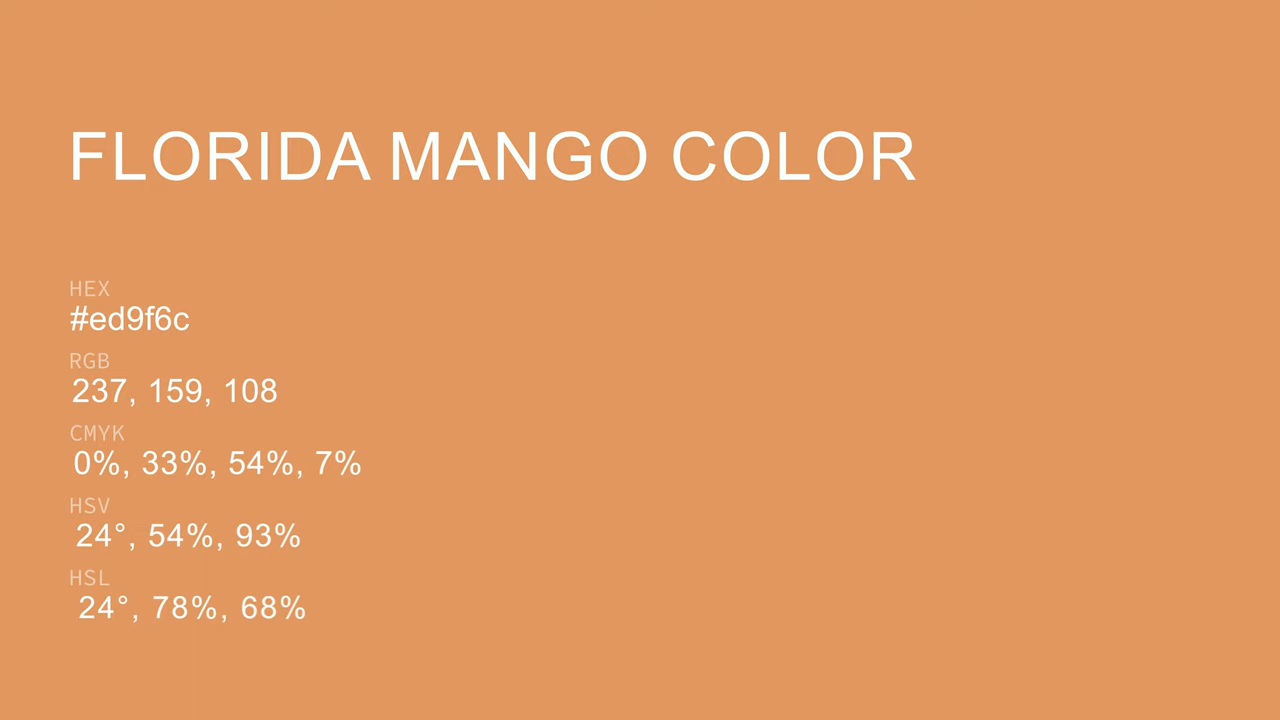 FLORIDA MANGO COLOR
HEX
#ed9f6c
RGB
237, 159, 108
CMYK
0%, 33%, 54%, 7%
HSV
24°, 54%, 93%
HSL
24°, 78%, 68%